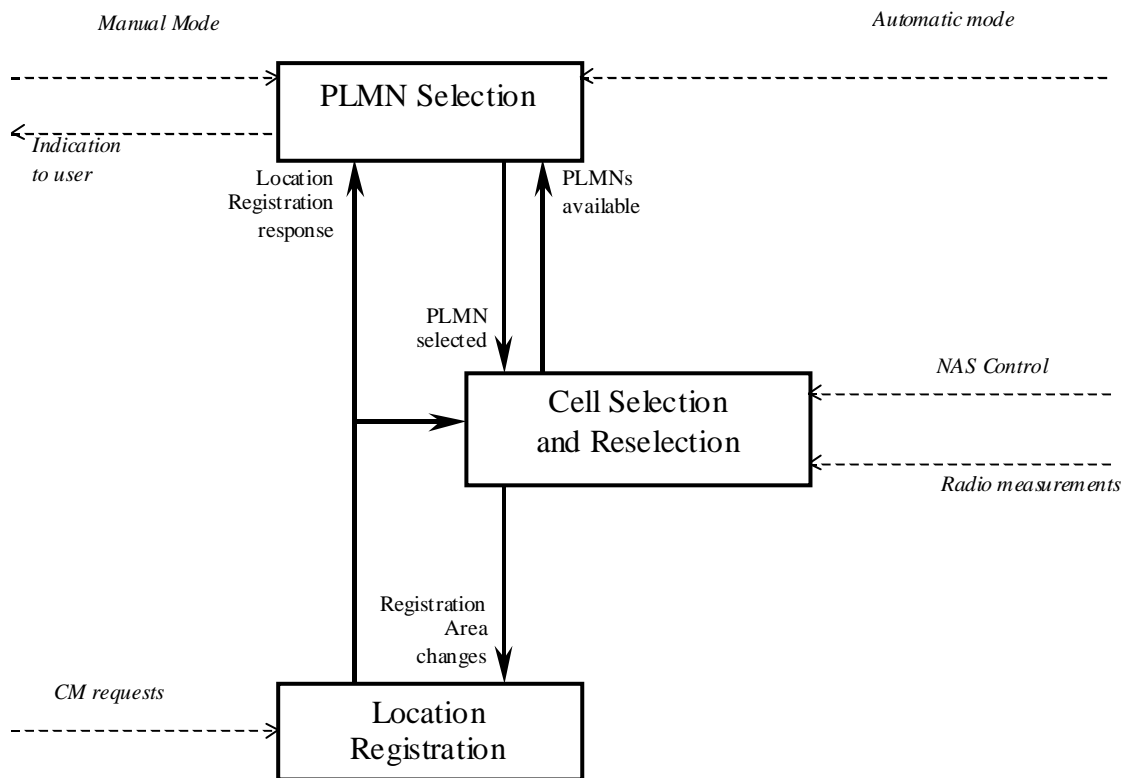 Manual Mode
Automatic mode
PLMN Selection
Indication
to user
Location
Registration
response
PLMNs
available
PLMN
selected
NAS Control
Cell Selection
and Reselection
Radio measurements
Registration
Area
changes
CM requests
Location
Registration